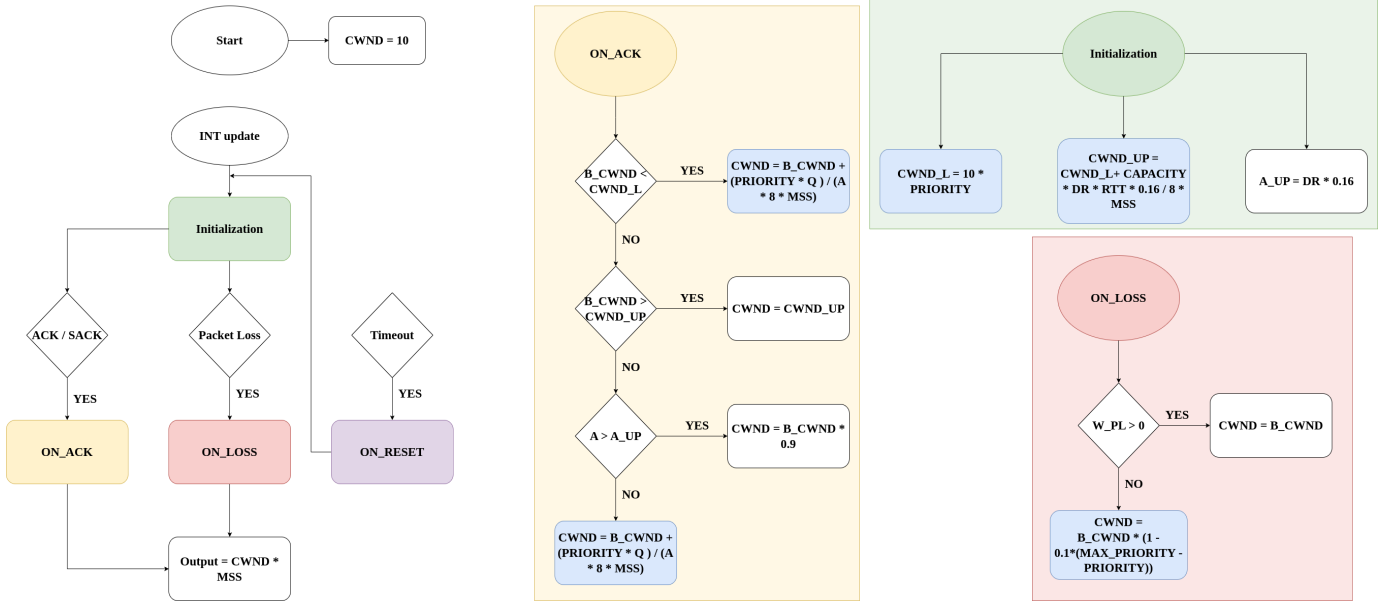 Start
CWND = 10
INT update
Initialization
ACK / SACK
Packet Loss
Timeout
YES
YES
YES
ON_ACK
ON_LOSS
ON_RESET
Output = CWND *
MSS
ON_ACK
B_CWND <
CWND_L
YES
CWND = B_CWND +
(PRIORITY * Q ) / (A
* 8 * MSS)
NO
B_CWND >
CWND_UP
YES
CWND = CWND_UP
NO
A > A_UP
YES
CWND = B_CWND *
0.9
NO
CWND = B_CWND +
(PRIORITY * Q ) / (A
* 8 * MSS)
Initialization
CWND_L = 10 *
PRIORITY
CWND_UP =
CWND_L+ CAPACITY
* DR * RTT * 0.16 / 8 *
MSS
A_UP = DR * 0.16
ON_LOSS
W_PL > 0
YES
CWND = B_CWND
NO
CWND =
B_CWND * (1 -
0.1*(MAX_PRIORITY -
PRIORITY))